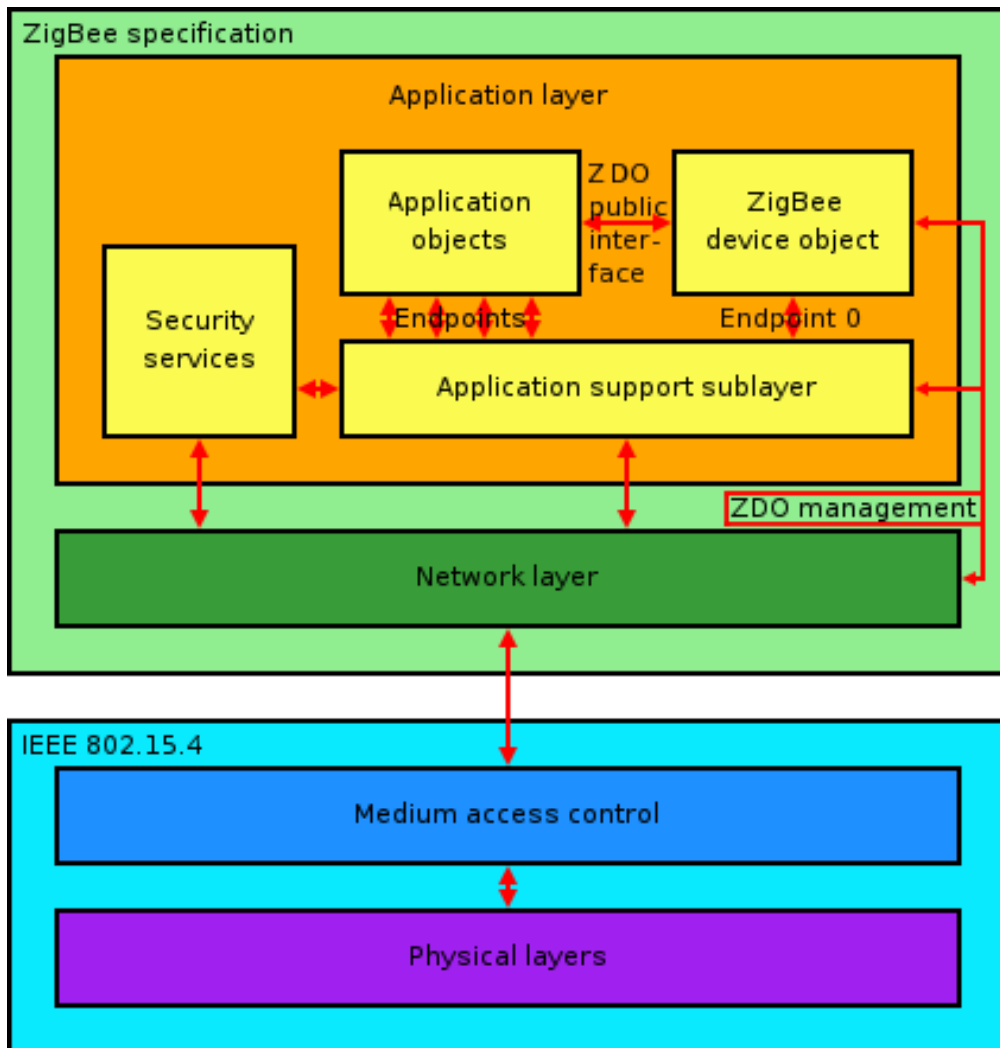 ZigBee specification
Application layer
Application
objects
ZDO
public
inter-
face
ZigBee
device object
Security
services
Endpoints
Endpoint 0
Application support sublayer
ZDO management
Network layer
IEEE 802.15.4
Medium access control
Physical layers